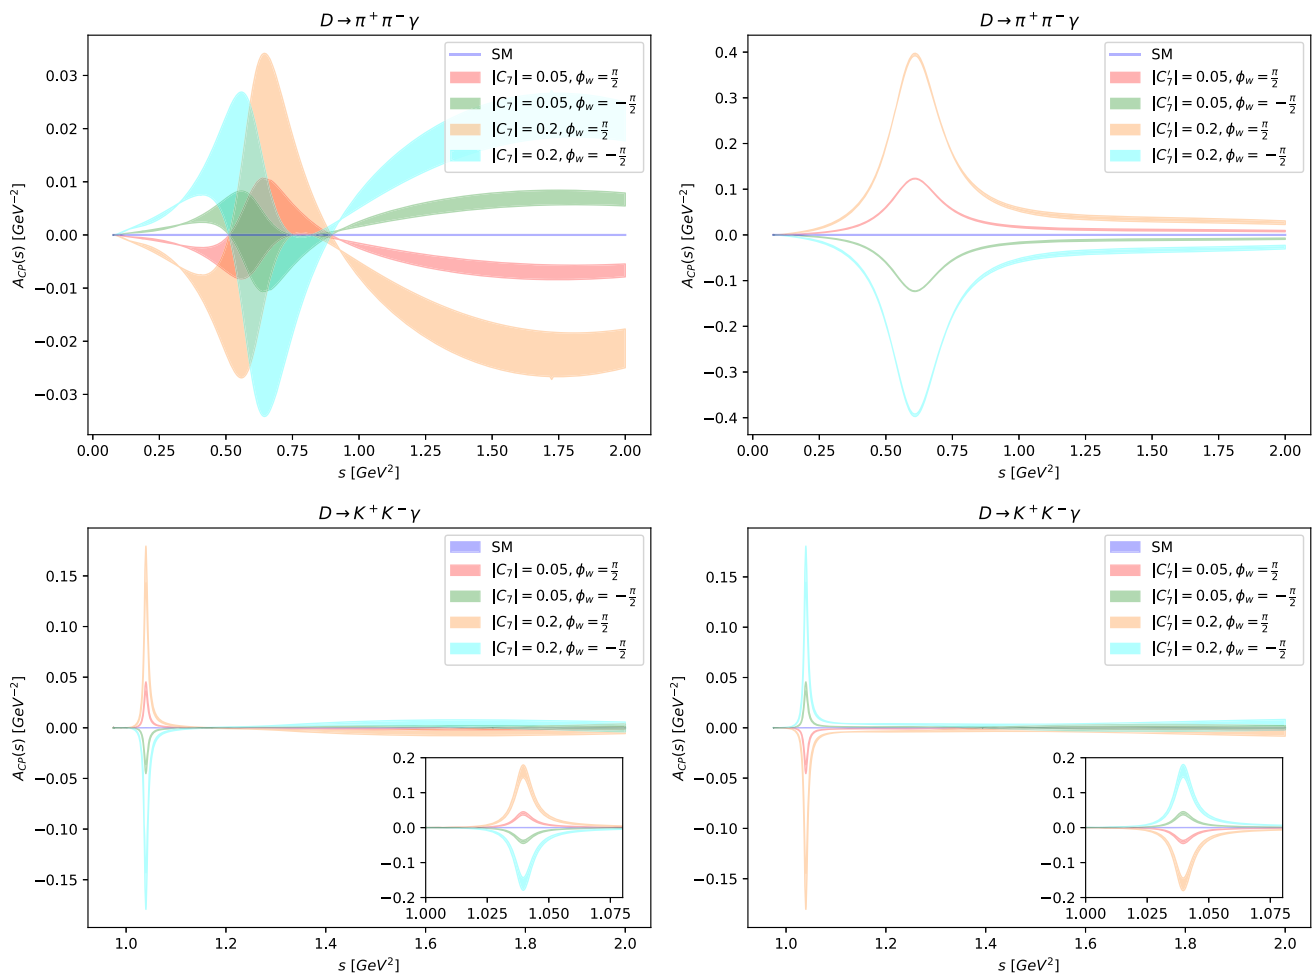 D → π⁺ π⁻ γ
A_CP(s) [GeV⁻²]
0.03
0.02
0.01
0.00
−0.01
−0.02
−0.03
SM
|C₇| = 0.05, ϕ_w = π/2
|C₇| = 0.05, ϕ_w = −π/2
|C₇| = 0.2, ϕ_w = π/2
|C₇| = 0.2, ϕ_w = −π/2
0.00 0.25 0.50 0.75 1.00 1.25 1.50 1.75 2.00
s [GeV²]
D → π⁺ π⁻ γ
A_CP(s) [GeV⁻²]
0.4
0.3
0.2
0.1
0.0
−0.1
−0.2
−0.3
−0.4
SM
|C′₇| = 0.05, ϕ_w = π/2
|C′₇| = 0.05, ϕ_w = −π/2
|C′₇| = 0.2, ϕ_w = π/2
|C′₇| = 0.2, ϕ_w = −π/2
0.00 0.25 0.50 0.75 1.00 1.25 1.50 1.75 2.00
s [GeV²]
D → K⁺ K⁻ γ
A_CP(s) [GeV⁻²]
0.15
0.10
0.05
0.00
−0.05
−0.10
−0.15
SM
|C₇| = 0.05, ϕ_w = π/2
|C₇| = 0.05, ϕ_w = −π/2
|C₇| = 0.2, ϕ_w = π/2
|C₇| = 0.2, ϕ_w = −π/2
0.2
0.1
0.0
−0.1
−0.2
1.000 1.025 1.050 1.075
1.0 1.2 1.4 1.6 1.8 2.0
s [GeV²]
D → K⁺ K⁻ γ
A_CP(s) [GeV⁻²]
0.15
0.10
0.05
0.00
−0.05
−0.10
−0.15
SM
|C′₇| = 0.05, ϕ_w = π/2
|C′₇| = 0.05, ϕ_w = −π/2
|C′₇| = 0.2, ϕ_w = π/2
|C′₇| = 0.2, ϕ_w = −π/2
0.2
0.1
0.0
−0.1
−0.2
1.000 1.025 1.050 1.075
1.0 1.2 1.4 1.6 1.8 2.0
s [GeV²]